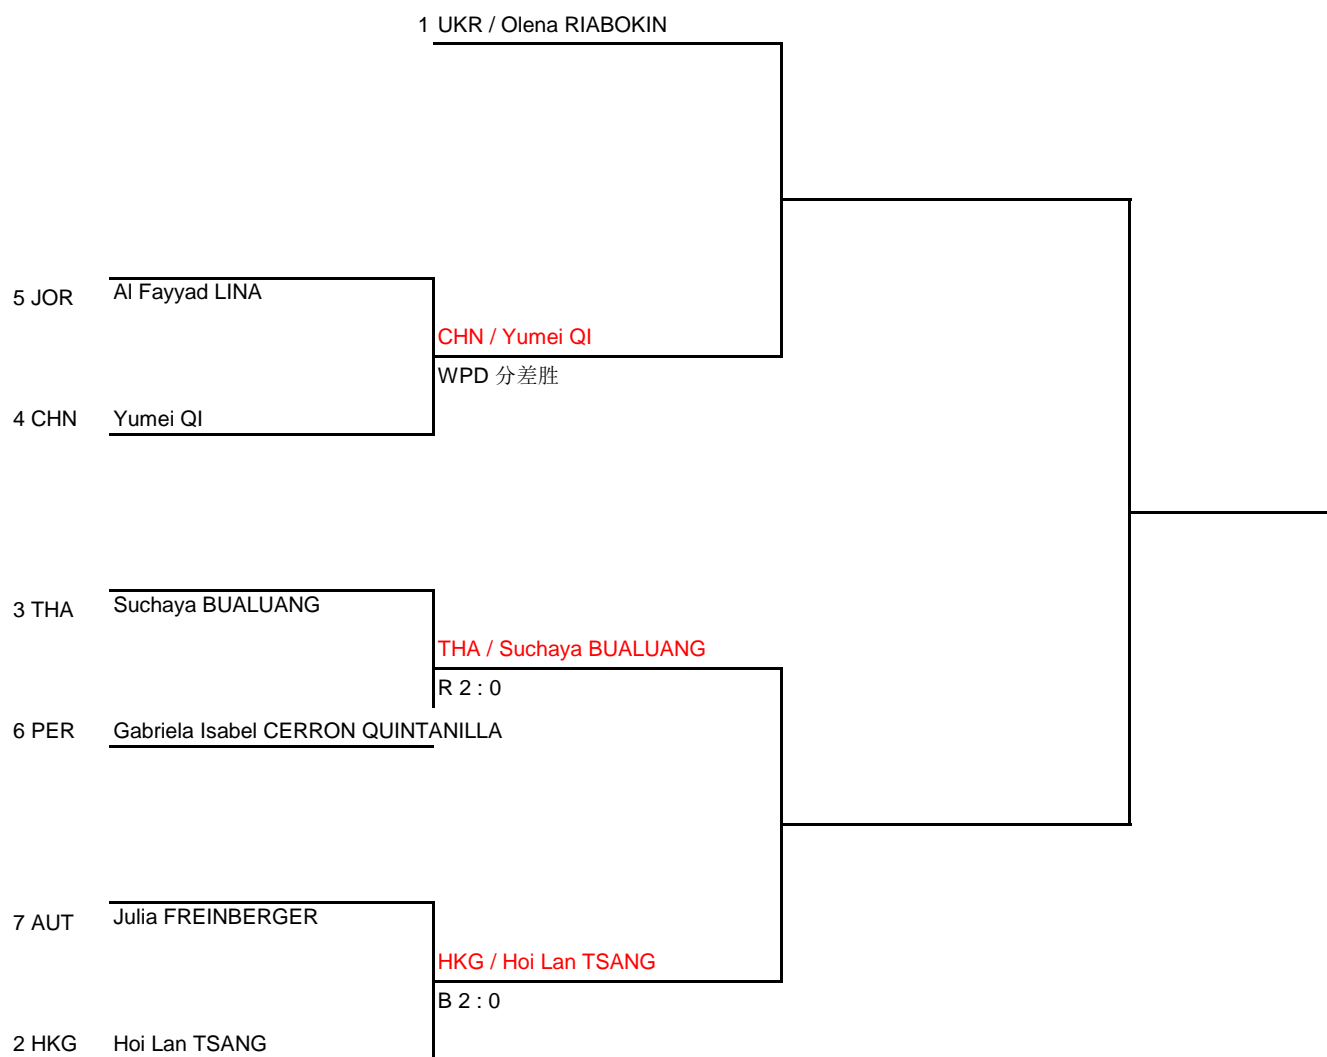 1 UKR / Olena RIABOKIN
5 JOR Al Fayyad LINA
CHN / Yumei QI
WPD 分差胜
4 CHN Yumei QI
3 THA Suchaya BUALUANG
THA / Suchaya BUALUANG
R 2 : 0
6 PER Gabriela Isabel CERRON QUINTANILLA
7 AUT Julia FREINBERGER
HKG / Hoi Lan TSANG
B 2 : 0
2 HKG Hoi Lan TSANG